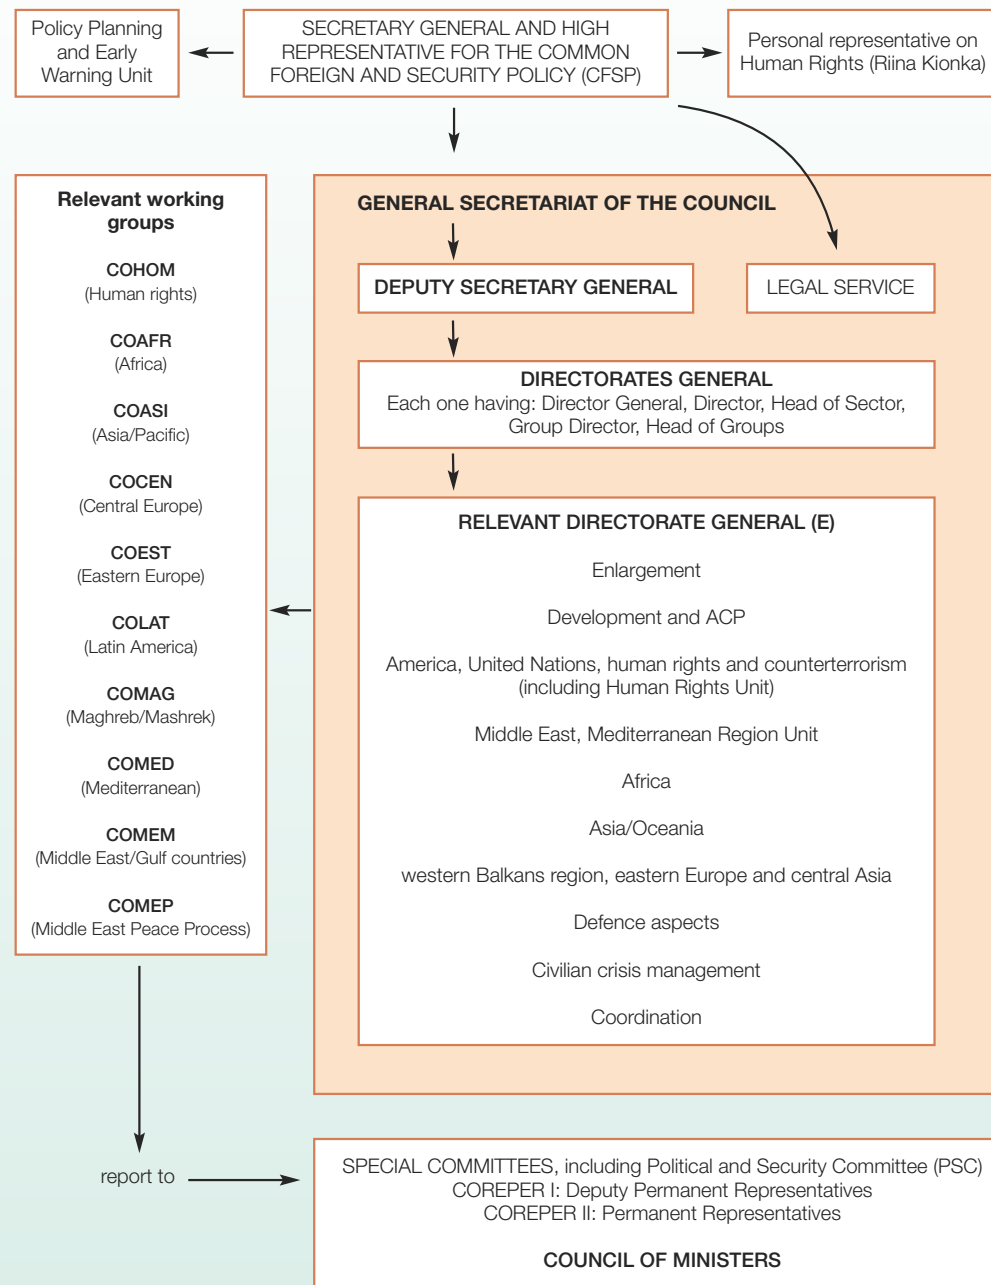 Policy Planning
and Early
Warning Unit
SECRETARY GENERAL AND HIGH
REPRESENTATIVE FOR THE COMMON
FOREIGN AND SECURITY POLICY (CFSP)
Personal representative on
Human Rights (Riina Kionka)
Relevant working
groups
COHOM
(Human rights)
COAFR
(Africa)
COASI
(Asia/Pacific)
COCEN
(Central Europe)
COEST
(Eastern Europe)
COLAT
(Latin America)
COMAG
(Maghreb/Mashrek)
COMED
(Mediterranean)
COMEM
(Middle East/Gulf countries)
COMEP
(Middle East Peace Process)
GENERAL SECRETARIAT OF THE COUNCIL
DEPUTY SECRETARY GENERAL
LEGAL SERVICE
DIRECTORATES GENERAL
Each one having: Director General, Director, Head of Sector,
Group Director, Head of Groups
RELEVANT DIRECTORATE GENERAL (E)
Enlargement
Development and ACP
America, United Nations, human rights and counterterrorism
(including Human Rights Unit)
Middle East, Mediterranean Region Unit
Africa
Asia/Oceania
western Balkans region, eastern Europe and central Asia
Defence aspects
Civilian crisis management
Coordination
report to
SPECIAL COMMITTEES, including Political and Security Committee (PSC)
COREPER I: Deputy Permanent Representatives
COREPER II: Permanent Representatives
COUNCIL OF MINISTERS